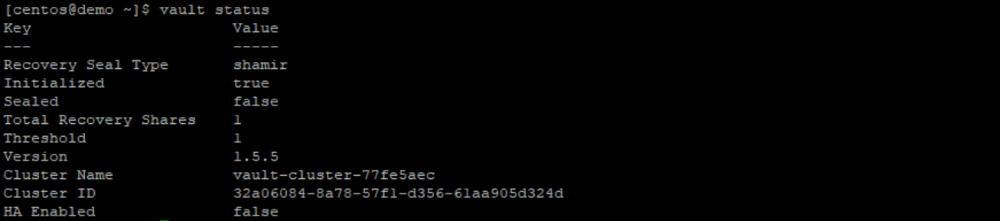 [centos@demo ~]$ vault status
Key                     Value
---                     -----
Recovery Seal Type      shamir
Initialized             true
Sealed                  false
Total Recovery Shares   1
Threshold               1
Version                 1.5.5
Cluster Name            vault-cluster-77fe5aec
Cluster ID              32a06084-8a78-57f1-d356-61aa905d324d
HA Enabled              false